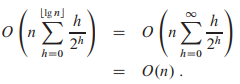 O ( n ∑_{h=0}^{⌊lg n⌋} h/2^h ) = O ( n ∑_{h=0}^{∞} h/2^h )
= O(n) .